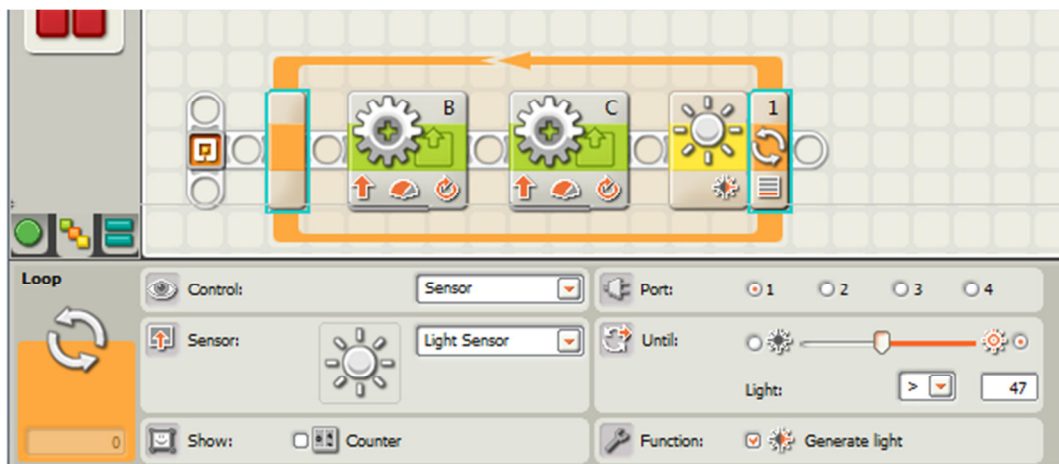 B
C
1
Loop
Control:
Sensor
Port:
1
2
3
4
Sensor:
Light Sensor
Until:
Light:
>
47
0
Show:
Counter
Function:
Generate light